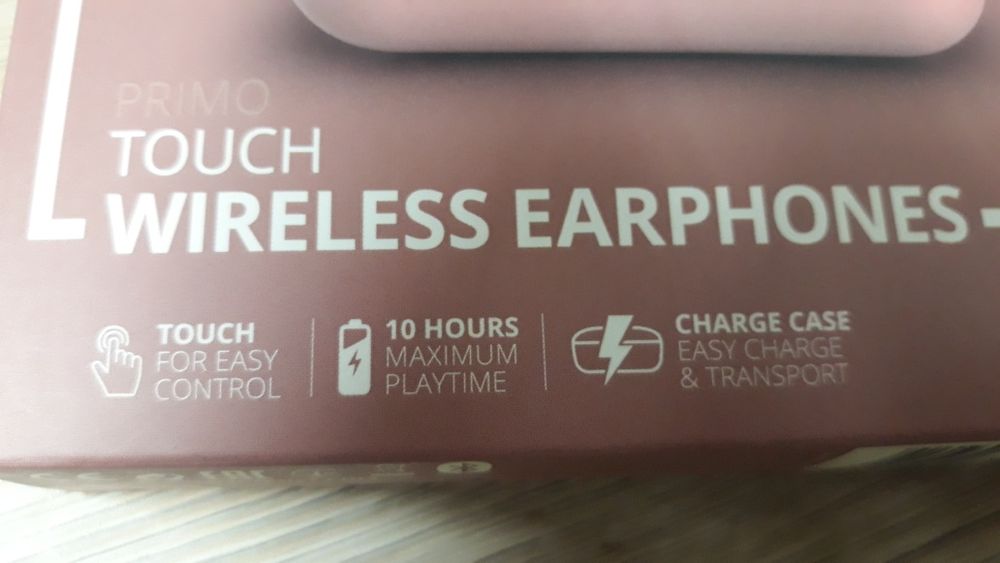 PRIMO
TOUCH
WIRELESS EARPHONES
TOUCH
FOR EASY
CONTROL
10 HOURS
MAXIMUM
PLAYTIME
CHARGE CASE
EASY CHARGE
& TRANSPORT